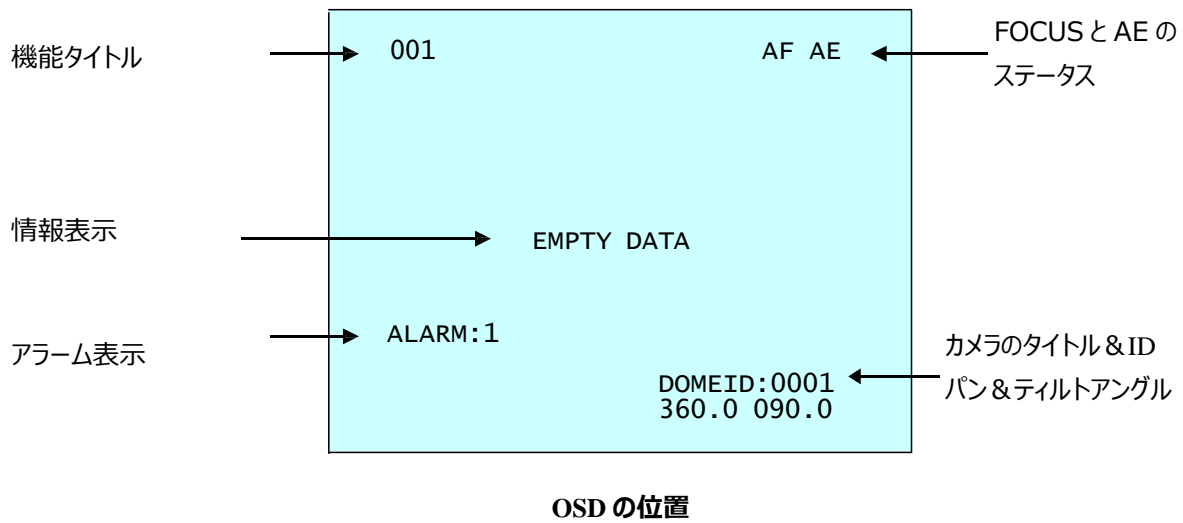 機能タイトル
001
AF AE
FOCUSとAEの
ステータス
情報表示
EMPTY DATA
アラーム表示
ALARM:1
DOMEID:0001
360.0 090.0
カメラのタイトル&ID
パン&ティルトアングル
OSDの位置